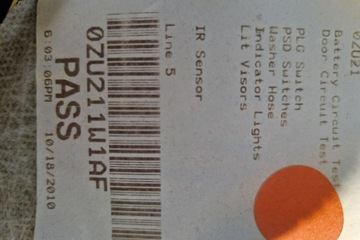 Battery Circuit Test
Door Circuit Test
PLG Switch
PSD Switches
Washer Hose
Indicator Lights
Lit Visors
IR Sensor
Line 5
0ZU211W1AF
PASS
6 03:06PM 10/18/2010